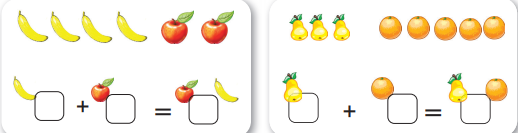 + =
+ =